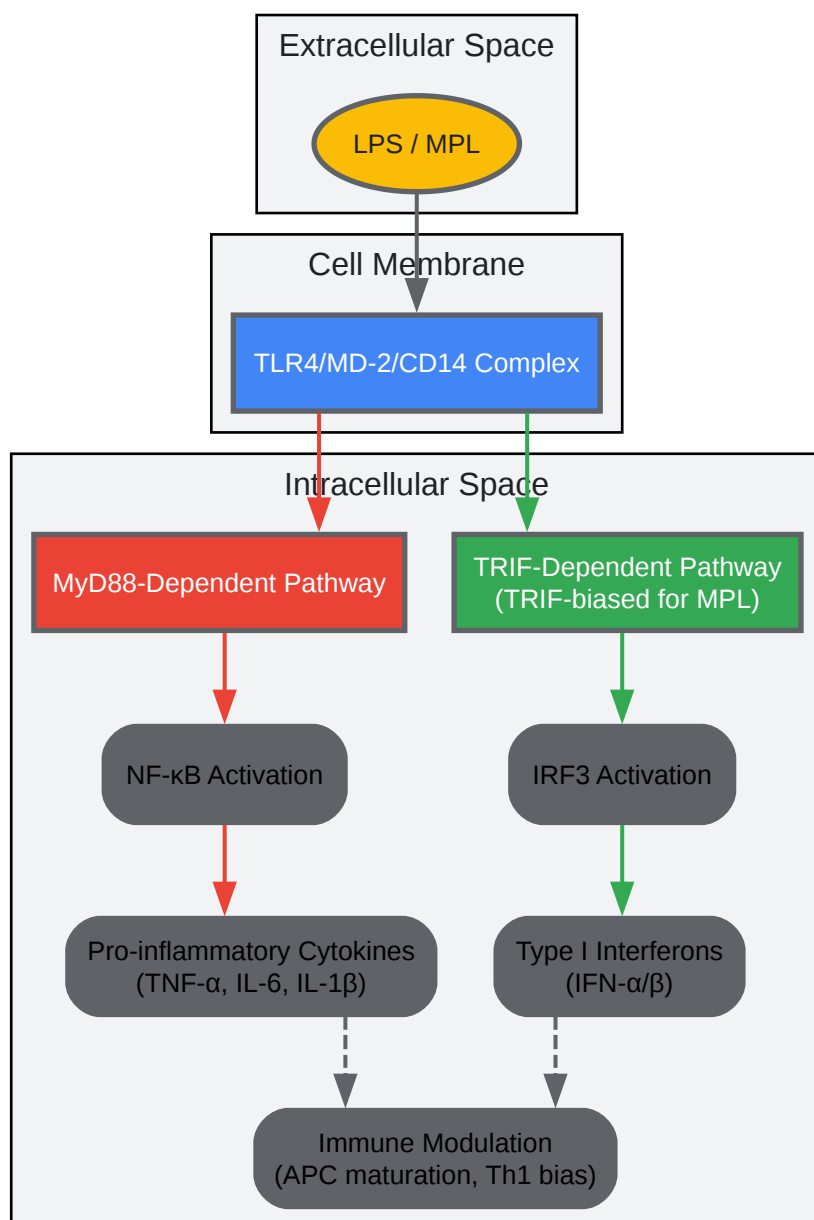 Extracellular Space
LPS / MPL
Cell Membrane
TLR4/MD-2/CD14 Complex
Intracellular Space
MyD88-Dependent Pathway
TRIF-Dependent Pathway
(TRIF-biased for MPL)
NF-κB Activation
IRF3 Activation
Pro-inflammatory Cytokines
(TNF-α, IL-6, IL-1β)
Type I Interferons
(IFN-α/β)
Immune Modulation
(APC maturation, Th1 bias)